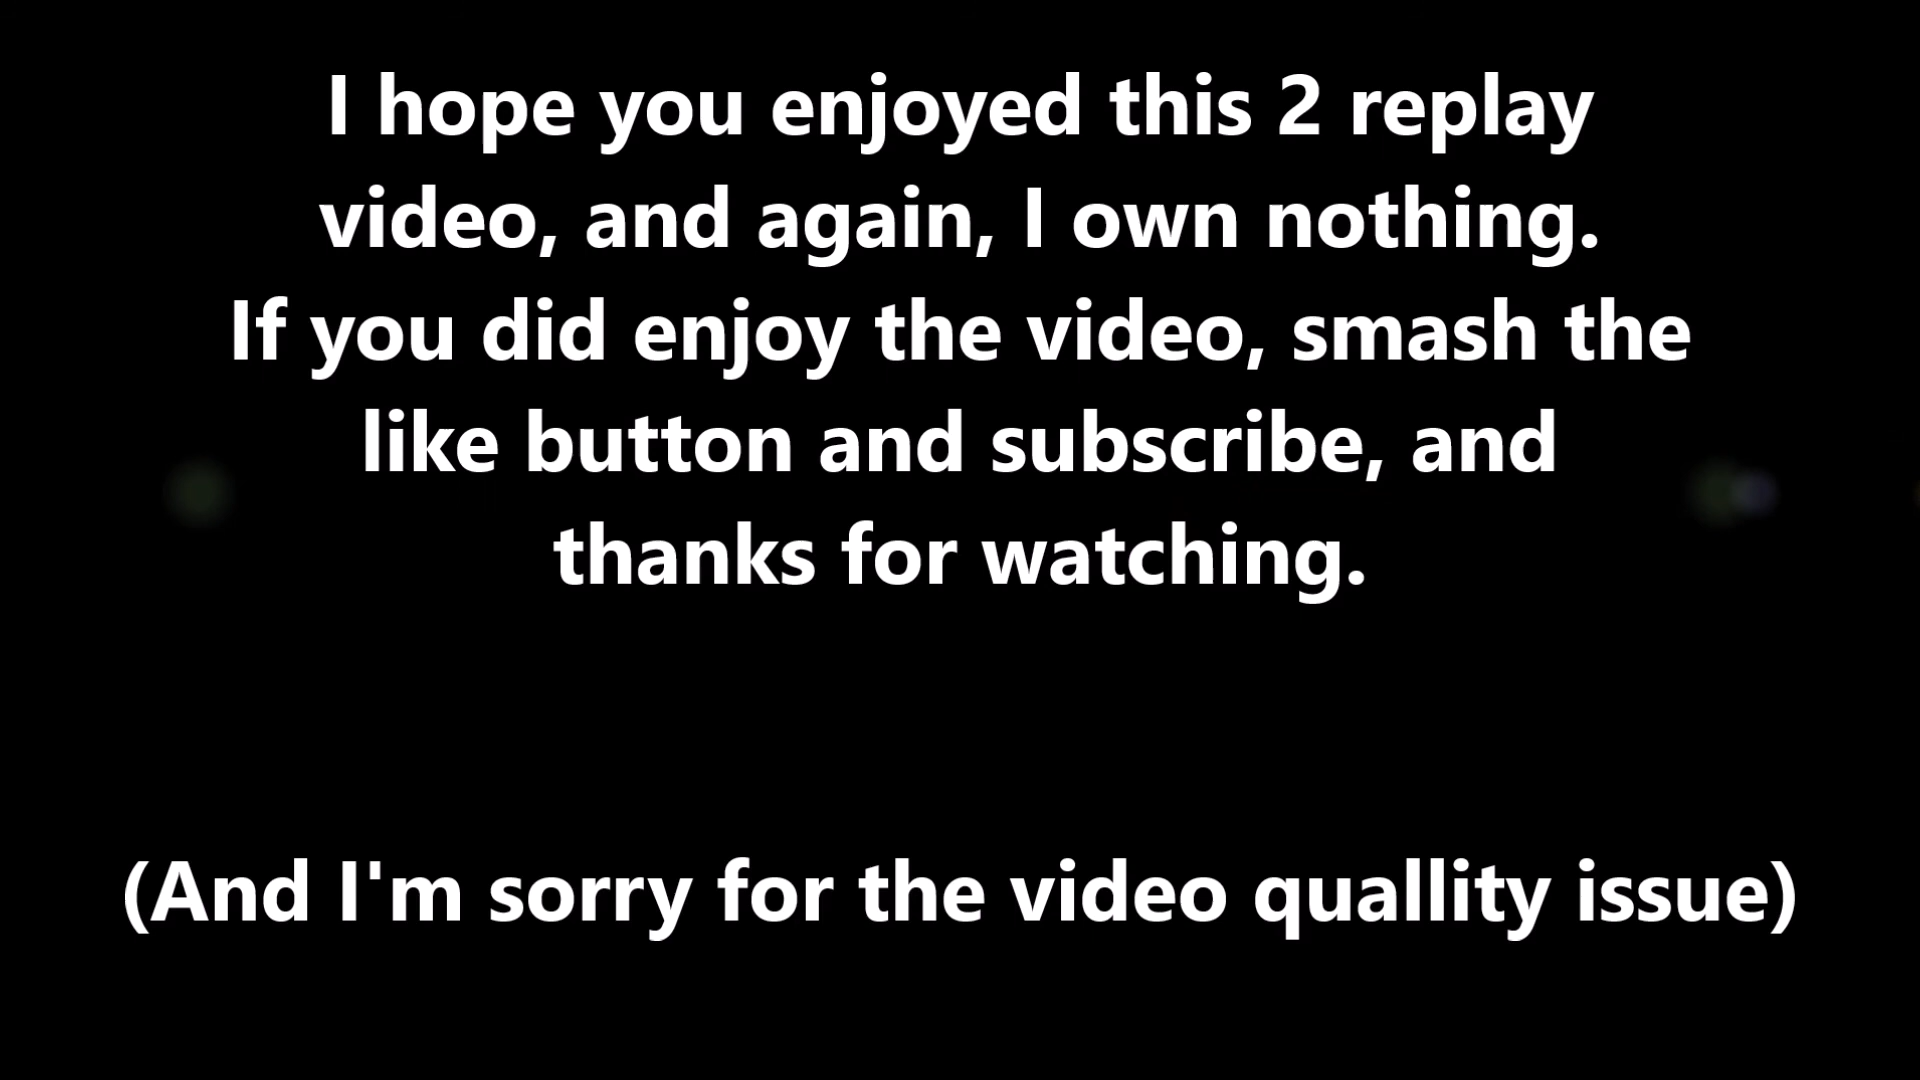 I hope you enjoyed this 2 replay
video, and again, I own nothing.
If you did enjoy the video, smash the
like button and subscribe, and
thanks for watching.
(And I'm sorry for the video quallity issue)